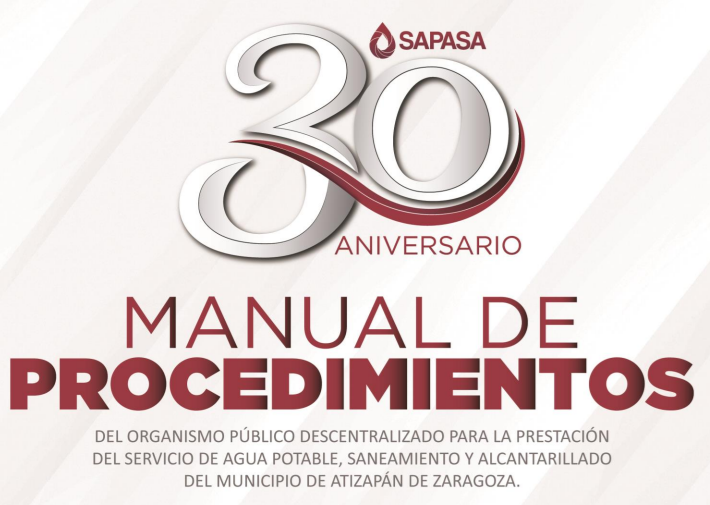 SAPASA
30
ANIVERSARIO
MANUAL DE
PROCEDIMIENTOS
DEL ORGANISMO PÚBLICO DESCENTRALIZADO PARA LA PRESTACIÓN
DEL SERVICIO DE AGUA POTABLE, SANEAMIENTO Y ALCANTARILLADO
DEL MUNICIPIO DE ATIZAPÁN DE ZARAGOZA.